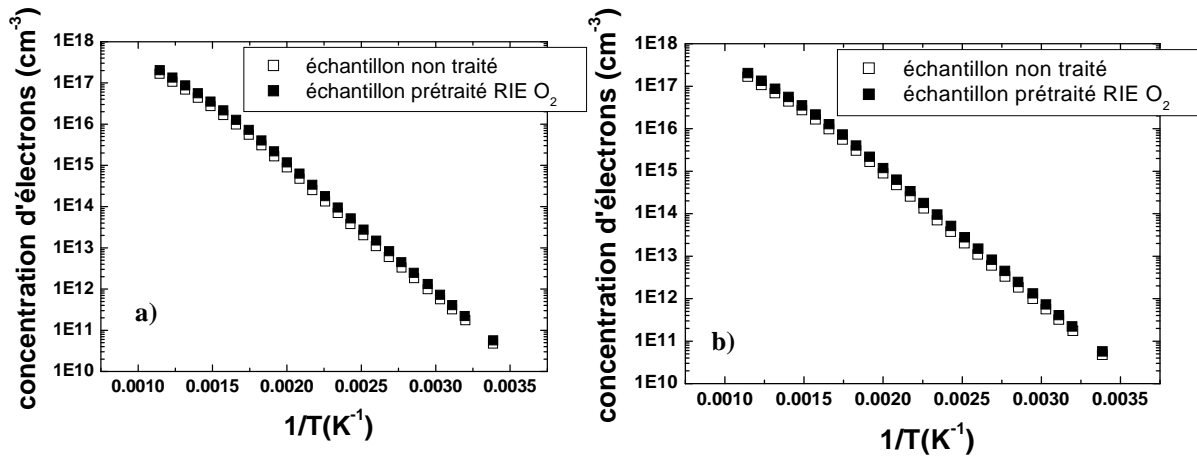 concentration d'électrons (cm-3)
1E18
1E17
1E16
1E15
1E14
1E13
1E12
1E11
1E10
échantillon non traité
échantillon prétraité RIE O2
a)
0.0010 0.0015 0.0020 0.0025 0.0030 0.0035
1/T(K-1)
concentration d'électrons (cm-3)
1E18
1E17
1E16
1E15
1E14
1E13
1E12
1E11
1E10
échantillon non traité
échantillon prétraité RIE O2
b)
0.0010 0.0015 0.0020 0.0025 0.0030 0.0035
1/T(K-1)